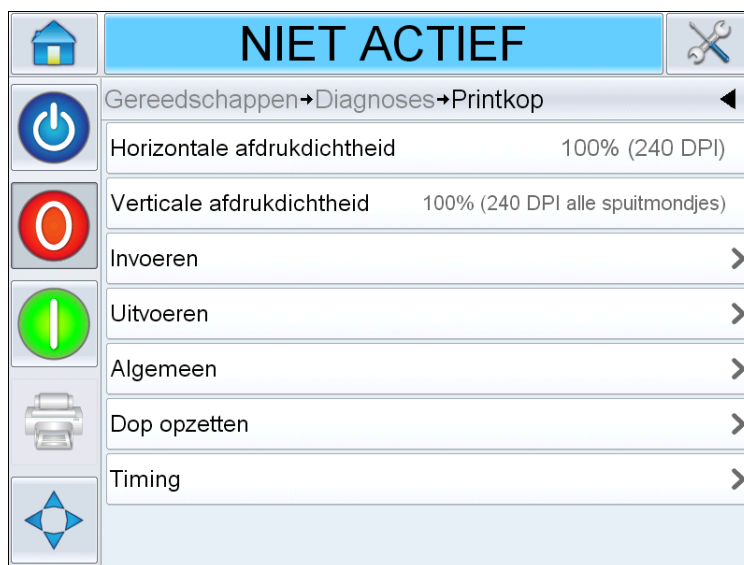 NIET ACTIEF
Gereedschappen→Diagnoses→Printkop
Horizontale afdrukdichtheid 100% (240 DPI)
Verticale afdrukdichtheid 100% (240 DPI alle spuitmondjes)
Invoeren
Uitvoeren
Algemeen
Dop opzetten
Timing